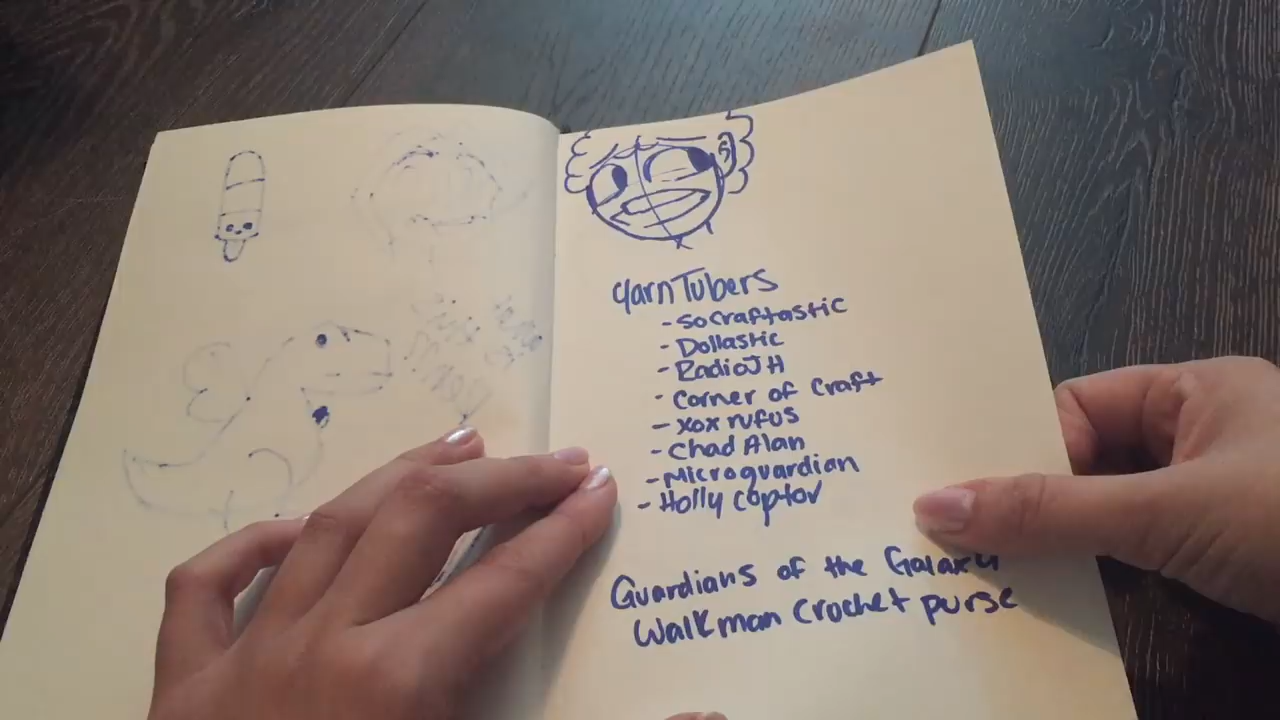 YarnTubers
- SoCraftastic
- Dollastic
- RadioJH
- Corner of Craft
- xox rufus
- Chad Alan
- Microguardian
- Holly Coptor
Guardians of the Galaxy
Walkman Crochet purse